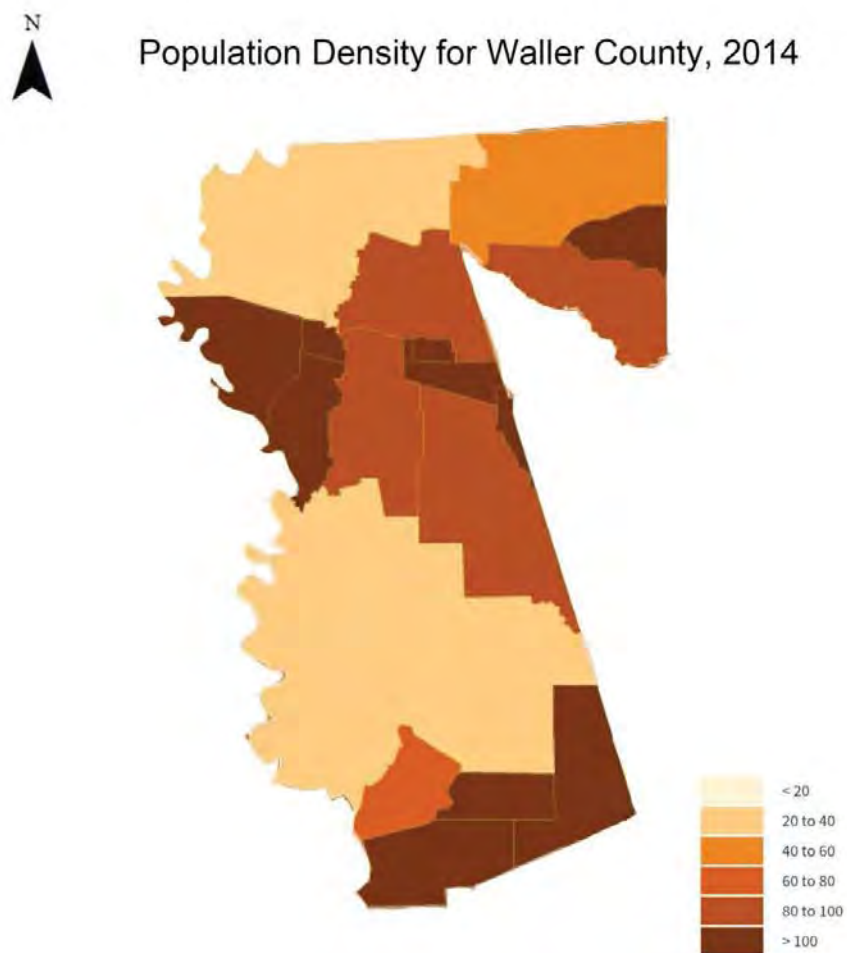 N
Population Density for Waller County, 2014
< 20
20 to 40
40 to 60
60 to 80
80 to 100
> 100